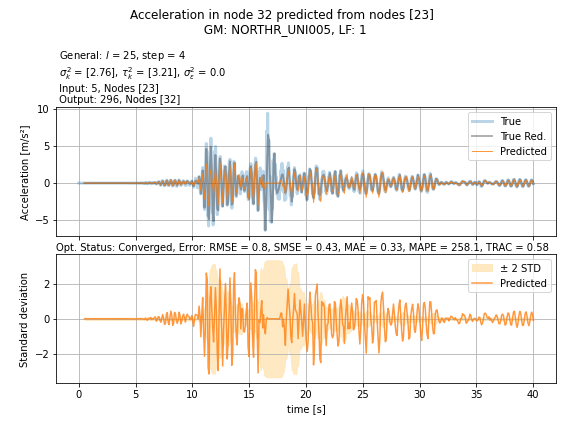 Acceleration in node 32 predicted from nodes [23]
GM: NORTHR_UNI005, LF: 1
General: l = 25, step = 4
σ²ₖ = [2.76], τ²ₖ = [3.21], σ²_ε = 0.0
Input: 5, Nodes [23]
Output: 296, Nodes [32]
Acceleration [m/s²]
10
5
0
−5
True
True Red.
Predicted
Opt. Status: Converged, Error: RMSE = 0.8, SMSE = 0.43, MAE = 0.33, MAPE = 258.1, TRAC = 0.58
Standard deviation
2
0
−2
± 2 STD
Predicted
0 5 10 15 20 25 30 35 40
time [s]